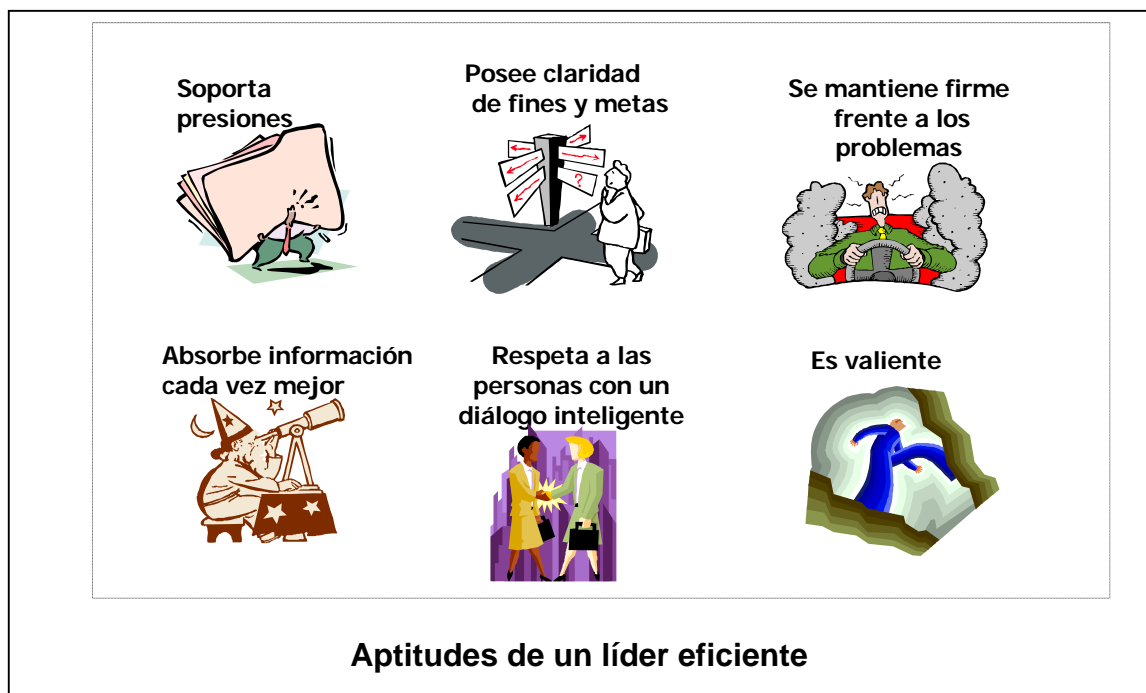 Soporta
presiones
Posee claridad
de fines y metas
Se mantiene firme
frente a los
problemas
?
Absorbe información
cada vez mejor
Respeta a las
personas con un
diálogo inteligente
Es valiente
Aptitudes de un líder eficiente